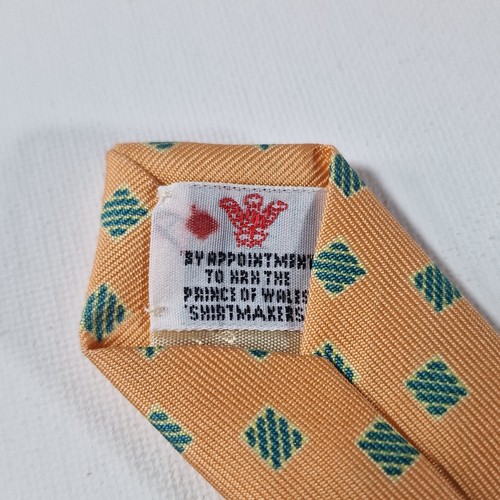 BY APPOINTMENT
TO HRH THE
PRINCE OF WALES
SHIRTMAKERS